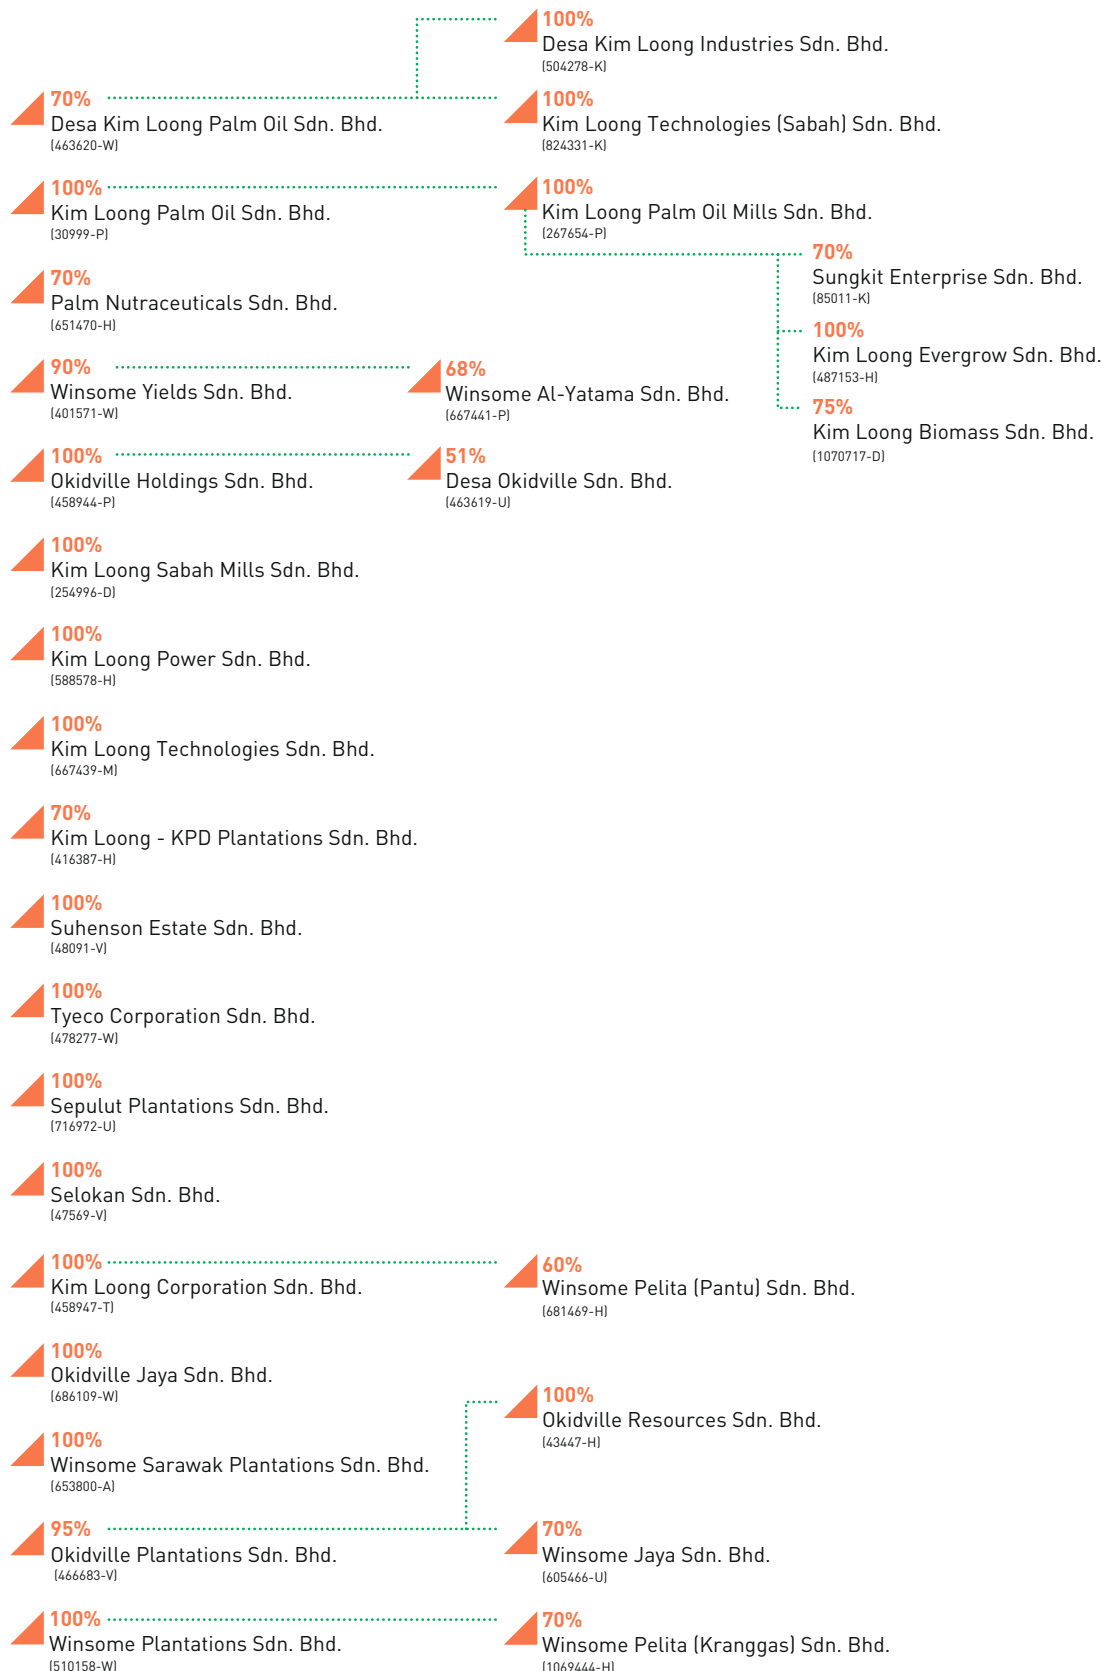 100%
Desa Kim Loong Industries Sdn. Bhd.
(504278-K)
70%
Desa Kim Loong Palm Oil Sdn. Bhd.
(463620-W)
100%
Kim Loong Technologies (Sabah) Sdn. Bhd.
(824331-K)
100%
Kim Loong Palm Oil Sdn. Bhd.
(30999-P)
100%
Kim Loong Palm Oil Mills Sdn. Bhd.
(267654-P)
70%
Sungkit Enterprise Sdn. Bhd.
(85011-K)
100%
Kim Loong Evergrow Sdn. Bhd.
(487153-H)
75%
Kim Loong Biomass Sdn. Bhd.
(1070717-D)
70%
Palm Nutraceuticals Sdn. Bhd.
(651470-H)
90%
Winsome Yields Sdn. Bhd.
(401571-W)
68%
Winsome Al-Yatama Sdn. Bhd.
(667441-P)
100%
Okidville Holdings Sdn. Bhd.
(458944-P)
51%
Desa Okidville Sdn. Bhd.
(463619-U)
100%
Kim Loong Sabah Mills Sdn. Bhd.
(254996-D)
100%
Kim Loong Power Sdn. Bhd.
(588578-H)
100%
Kim Loong Technologies Sdn. Bhd.
(667439-M)
70%
Kim Loong - KPD Plantations Sdn. Bhd.
(416387-H)
100%
Suhenson Estate Sdn. Bhd.
(48091-V)
100%
Tyeco Corporation Sdn. Bhd.
(478277-W)
100%
Sepulut Plantations Sdn. Bhd.
(716972-U)
100%
Selokan Sdn. Bhd.
(47569-V)
100%
Kim Loong Corporation Sdn. Bhd.
(458947-T)
60%
Winsome Pelita (Pantu) Sdn. Bhd.
(681469-H)
100%
Okidville Jaya Sdn. Bhd.
(686109-W)
100%
Okidville Resources Sdn. Bhd.
(43447-H)
100%
Winsome Sarawak Plantations Sdn. Bhd.
(653800-A)
95%
Okidville Plantations Sdn. Bhd.
(466683-V)
70%
Winsome Jaya Sdn. Bhd.
(605466-U)
100%
Winsome Plantations Sdn. Bhd.
(510158-W)
70%
Winsome Pelita (Kranggas) Sdn. Bhd.
(1069444-H)